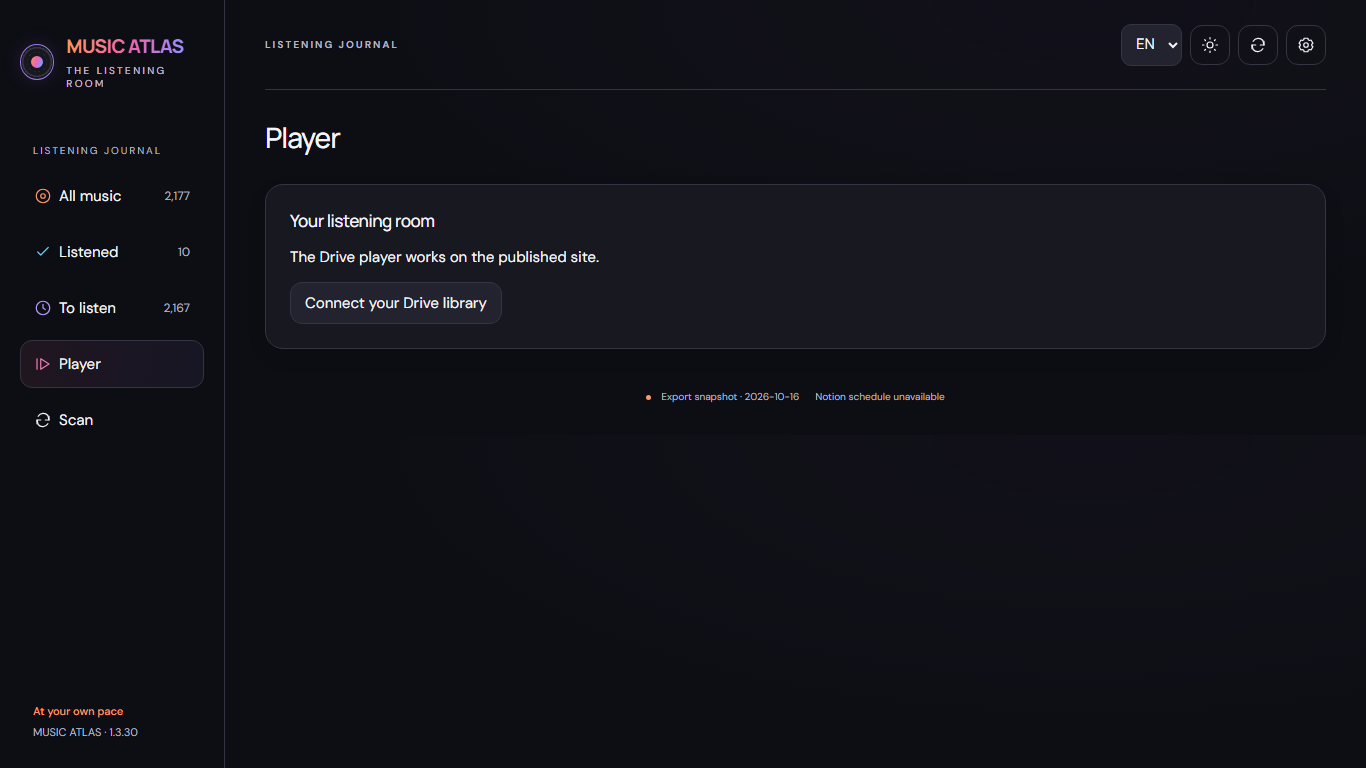 MUSIC ATLAS
THE LISTENING
ROOM
LISTENING JOURNAL
All music 2,177
Listened 10
To listen 2,167
Player
Scan
At your own pace
MUSIC ATLAS · 1.3.30
LISTENING JOURNAL
EN
Player
Your listening room
The Drive player works on the published site.
Connect your Drive library
Export snapshot · 2026-10-16 Notion schedule unavailable